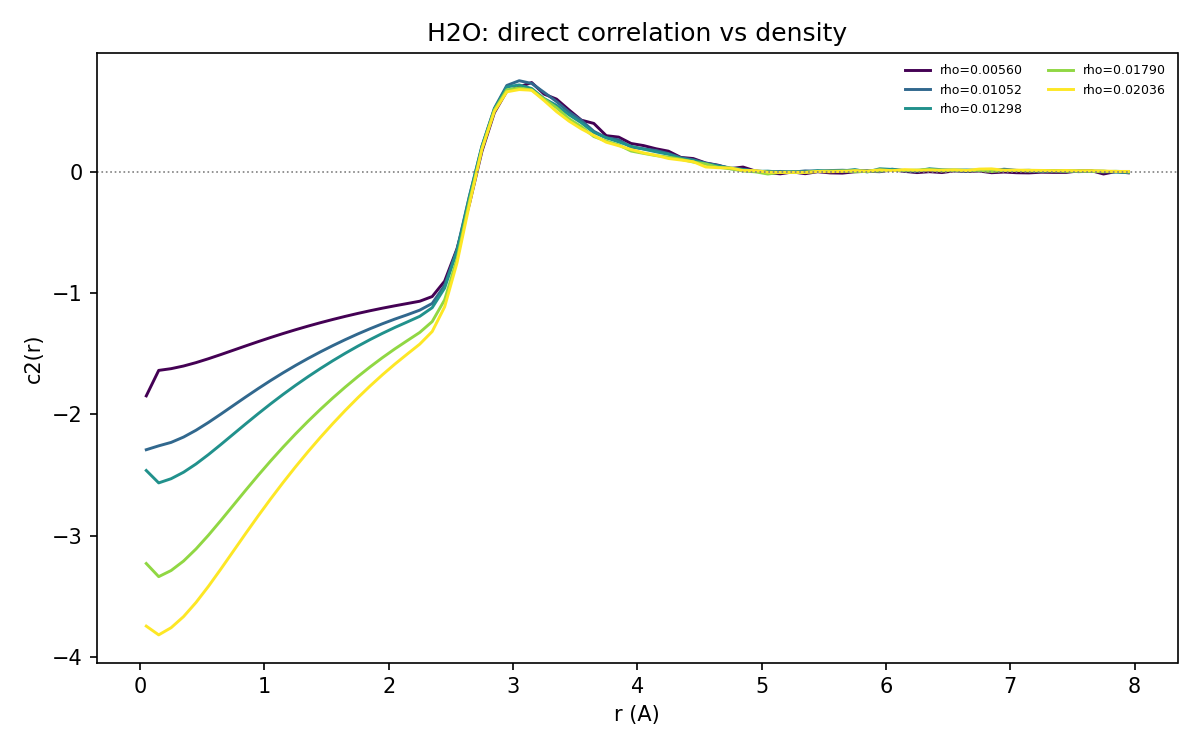 H2O: direct correlation vs density
rho=0.00560
rho=0.01052
rho=0.01298
rho=0.01790
rho=0.02036
c2(r)
0
−1
−2
−3
−4
0 1 2 3 4 5 6 7 8
r (A)